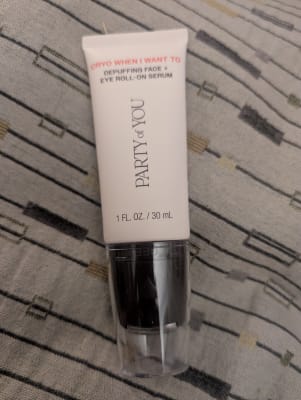 CRYO WHEN I WANT TO
DEPUFFING FACE +
EYE ROLL-ON SERUM
PARTY of YOU
1 FL. OZ. / 30 mL